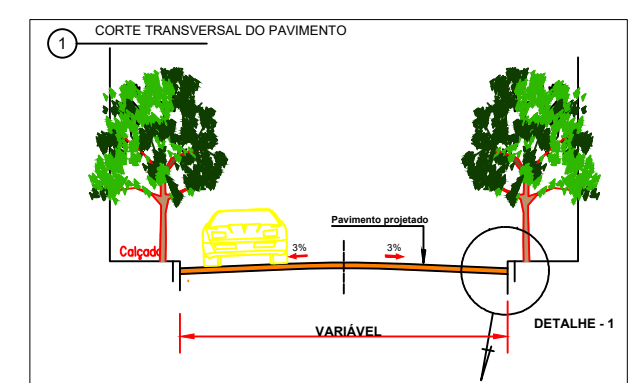 1
CORTE TRANSVERSAL DO PAVIMENTO
Pavimento projetado
Calçada
3%
3%
VARIÁVEL
DETALHE - 1